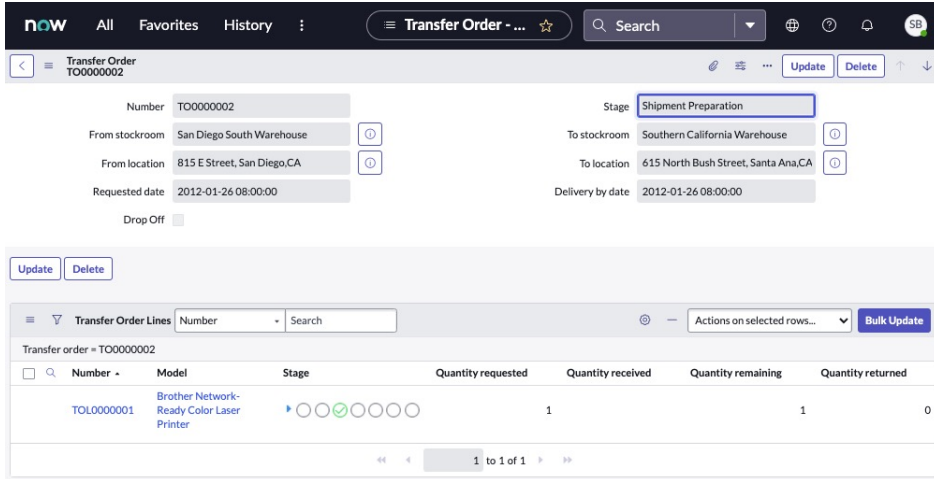 now All Favorites History Transfer Order - ... Search SB
Transfer Order
TO0000002
Update Delete
Number TO0000002 Stage Shipment Preparation
From stockroom San Diego South Warehouse To stockroom Southern California Warehouse
From location 815 E Street, San Diego,CA To location 615 North Bush Street, Santa Ana,CA
Requested date 2012-01-26 08:00:00 Delivery by date 2012-01-26 08:00:00
Drop Off
Update Delete
Transfer Order Lines Number Search Actions on selected rows... Bulk Update
Transfer order = TO0000002
Number Model Stage Quantity requested Quantity received Quantity remaining Quantity returned
Brother Network-
TOL0000001 Ready Color Laser 1 1 0
Printer
1 to 1 of 1